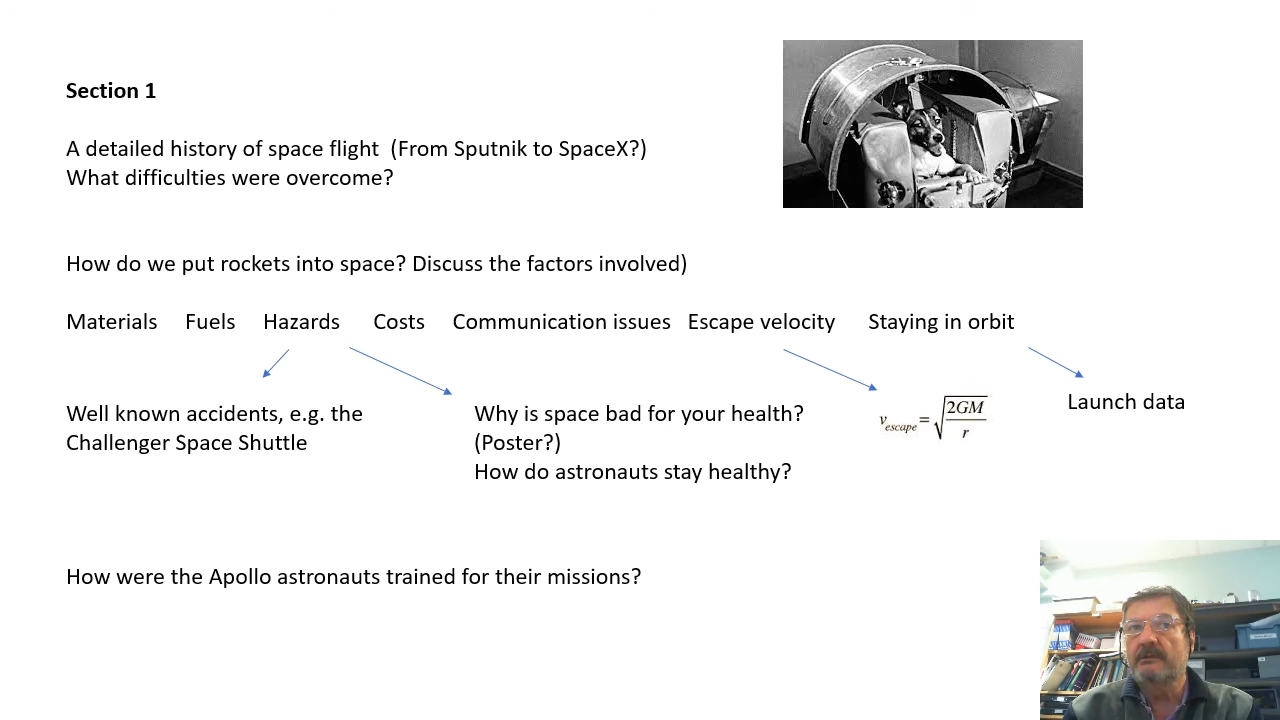 Section 1
A detailed history of space flight (From Sputnik to SpaceX?)
What difficulties were overcome?
How do we put rockets into space? Discuss the factors involved)
Materials Fuels Hazards Costs Communication issues Escape velocity Staying in orbit
Well known accidents, e.g. the
Challenger Space Shuttle
Why is space bad for your health?
(Poster?)
How do astronauts stay healthy?
v_escape = √(2GM/r)
Launch data
How were the Apollo astronauts trained for their missions?